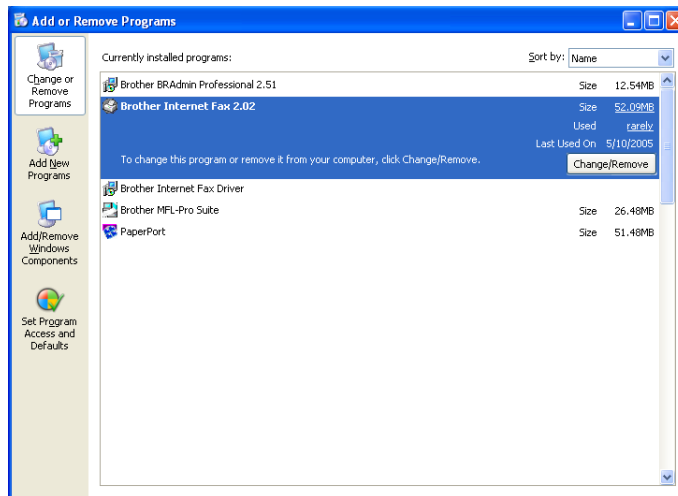 Add or Remove Programs
Change or
Remove
Programs
Add New
Programs
Add/Remove
Windows
Components
Set Program
Access and
Defaults
Currently installed programs:
Sort by: Name
Brother BRAdmin Professional 2.51 Size 12.54MB
Brother Internet Fax 2.02 Size 52.09MB
Used rarely
Last Used On 5/10/2005
To change this program or remove it from your computer, click Change/Remove. Change/Remove
Brother Internet Fax Driver
Brother MFL-Pro Suite Size 26.48MB
PaperPort Size 51.48MB